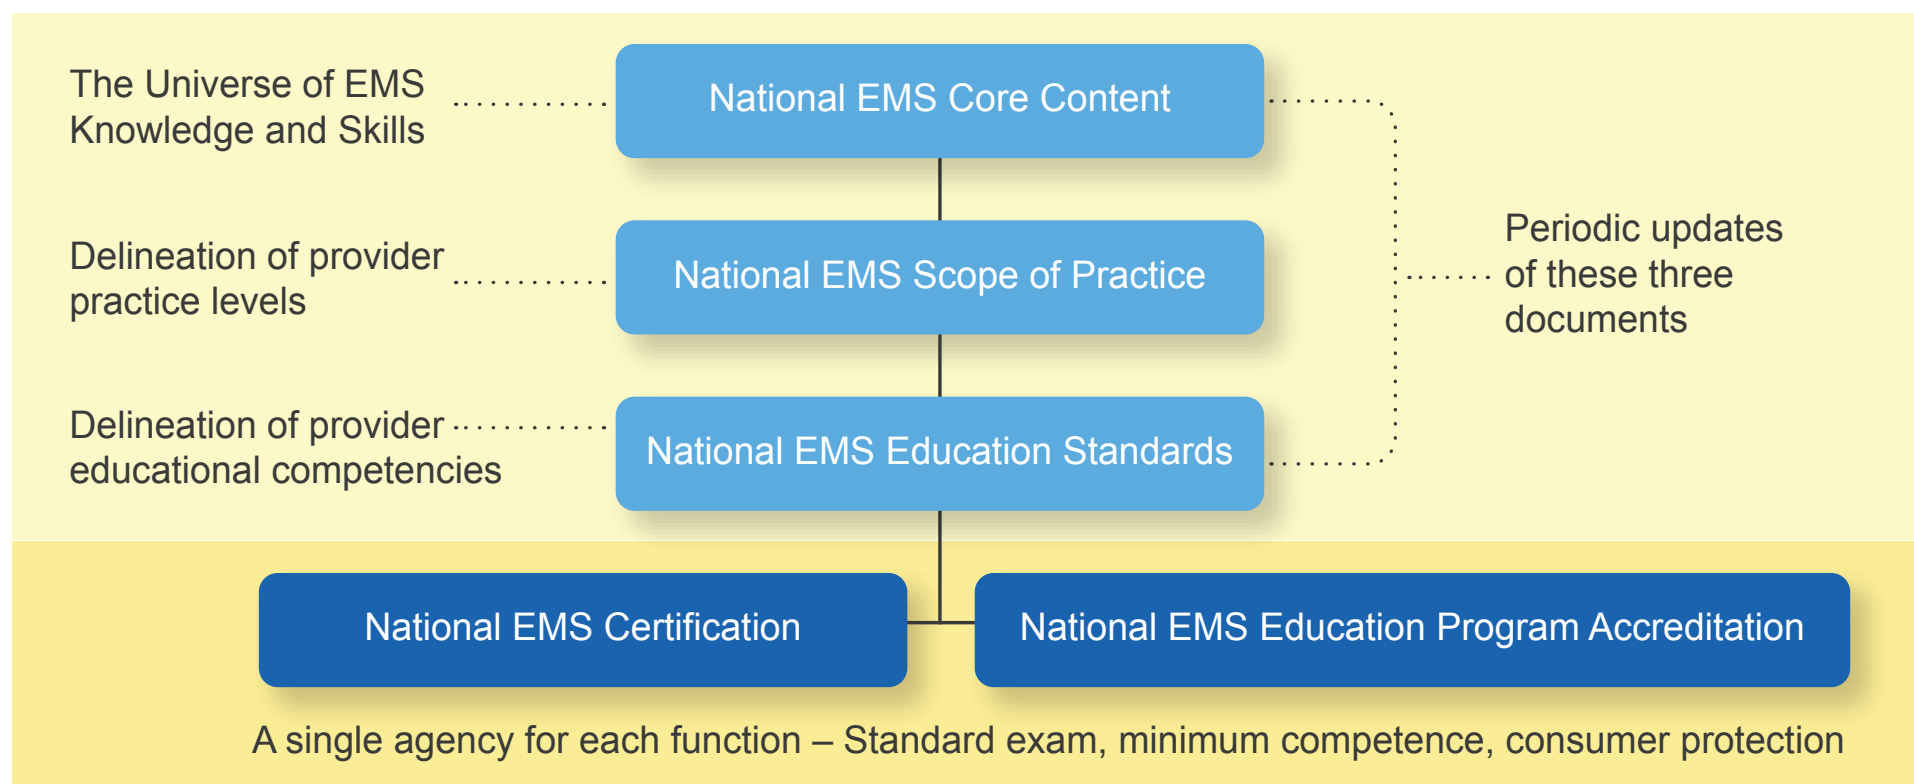 The Universe of EMS
Knowledge and Skills
National EMS Core Content
Delineation of provider
practice levels
National EMS Scope of Practice
Periodic updates
of these three
documents
Delineation of provider
educational competencies
National EMS Education Standards
National EMS Certification
National EMS Education Program Accreditation
A single agency for each function – Standard exam, minimum competence, consumer protection